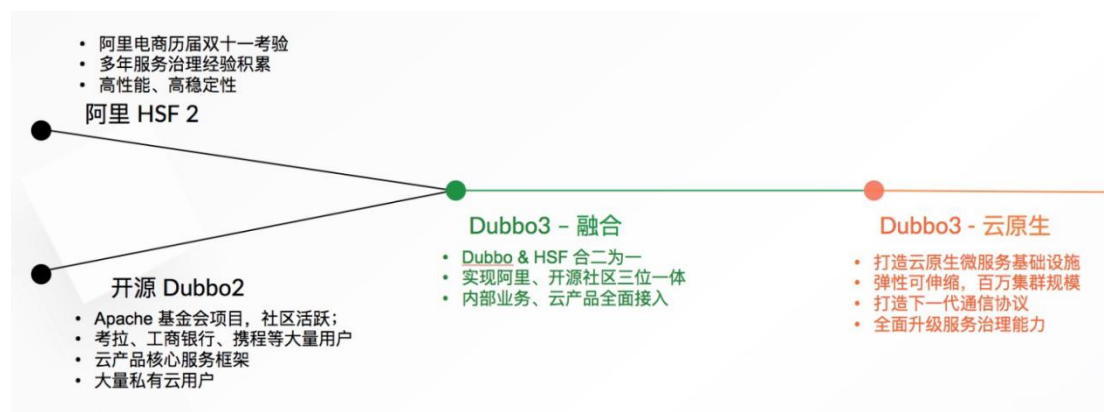 • 阿里电商历届双十一考验
• 多年服务治理经验积累
• 高性能、高稳定性
阿里 HSF 2
开源 Dubbo2
• Apache 基金会项目，社区活跃；
• 考拉、工商银行、携程等大量用户
• 云产品核心服务框架
• 大量私有云用户
Dubbo3 – 融合
• Dubbo & HSF 合二为一
• 实现阿里、开源社区三位一体
• 内部业务、云产品全面接入
Dubbo3 - 云原生
• 打造云原生微服务基础设施
• 弹性可伸缩，百万集群规模
• 打造下一代通信协议
• 全面升级服务治理能力